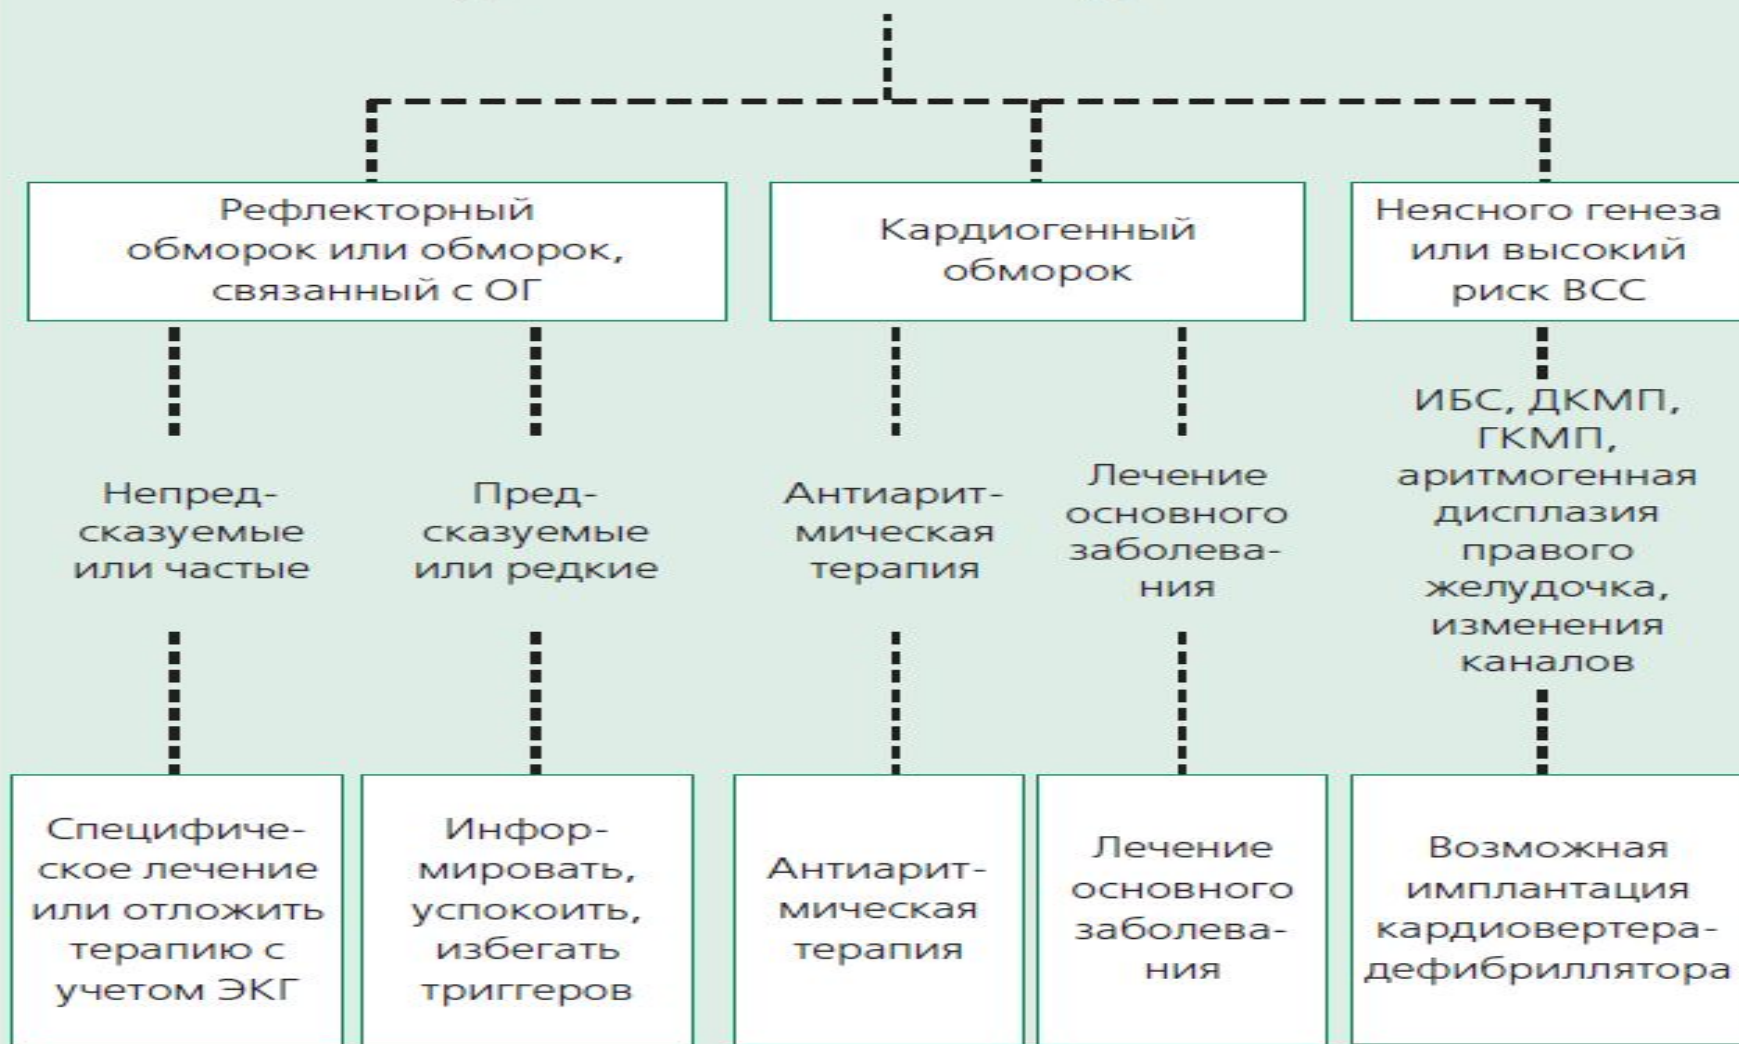 Рефлекторный
обморок или обморок,
связанный с ОГ
Кардиогенный
обморок
Неясного генеза
или высокий
риск ВСС
Непред-
сказуемые
или частые
Пред-
сказуемые
или редкие
Антиарит-
мическая
терапия
Лечение
основного
заболева-
ния
ИБС, ДКМП,
ГКМП,
аритмогенная
дисплазия
правого
желудочка,
изменения
каналов
Специфиче-
ское лечение
или отложить
терапию с
учетом ЭКГ
Инфор-
мировать,
успокоить,
избегать
триггеров
Антиарит-
мическая
терапия
Лечение
основного
заболева-
ния
Возможная
имплантация
кардиовертера-
дефибриллятора